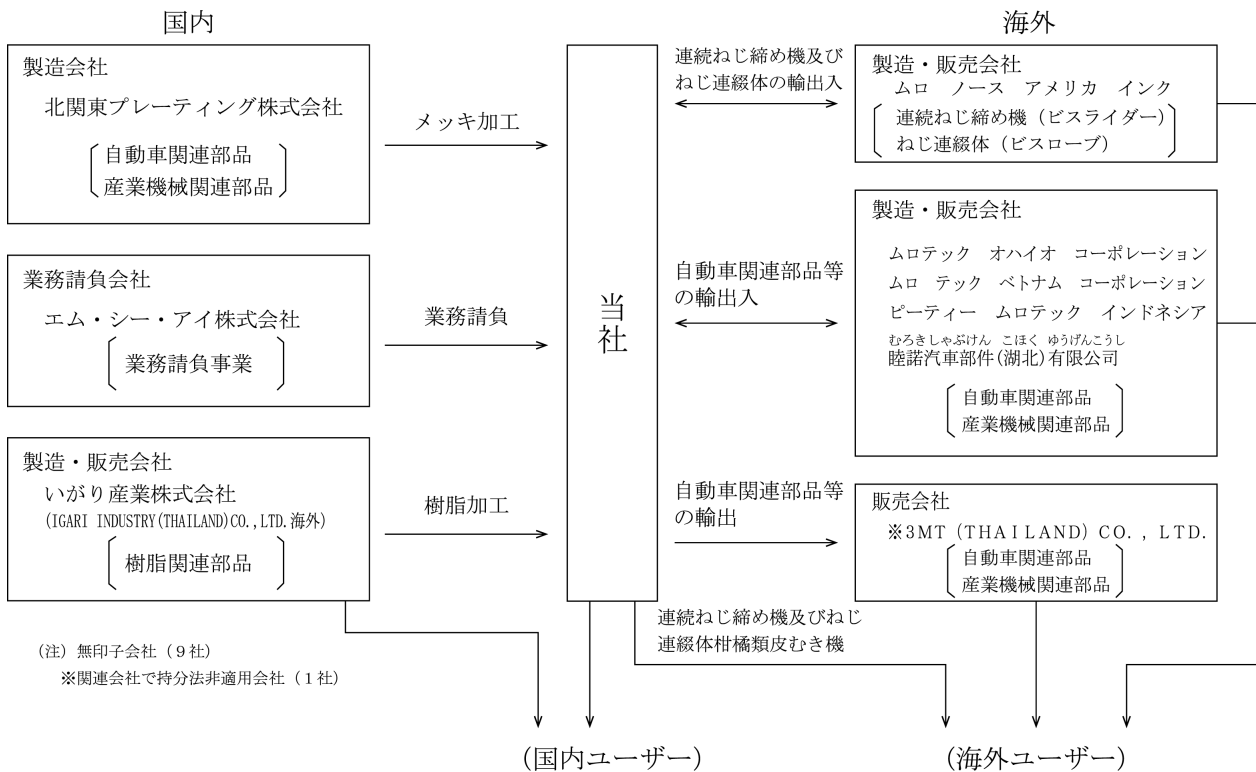 国内
製造会社
北関東プレーティング株式会社
自動車関連部品
産業機械関連部品
メッキ加工
業務請負会社
エム・シー・アイ株式会社
業務請負事業
業務請負
製造・販売会社
いがり産業株式会社
(IGARI INDUSTRY(THAILAND)CO.,LTD.海外)
樹脂関連部品
樹脂加工
(注) 無印子会社(9社)
※関連会社で持分法非適用会社(1社)
当社
海外
連続ねじ締め機及び
ねじ連綴体の輸出入
製造・販売会社
ムロ ノース アメリカ インク
連続ねじ締め機(ビスライダー)
ねじ連綴体(ビスロープ)
自動車関連部品等
の輸出入
製造・販売会社
ムロテック オハイオ コーポレーション
ムロ テック ベトナム コーポレーション
ピーティー ムロテック インドネシア
むろきしゃぶけん こほく ゆうげんこうし
睦諾汽車部件(湖北)有限公司
自動車関連部品
産業機械関連部品
自動車関連部品等
の輸出
販売会社
※3MT(THAILAND)CO.,LTD.
自動車関連部品
産業機械関連部品
連続ねじ締め機及びねじ
連綴体柑橘類皮むき機
(国内ユーザー)
(海外ユーザー)